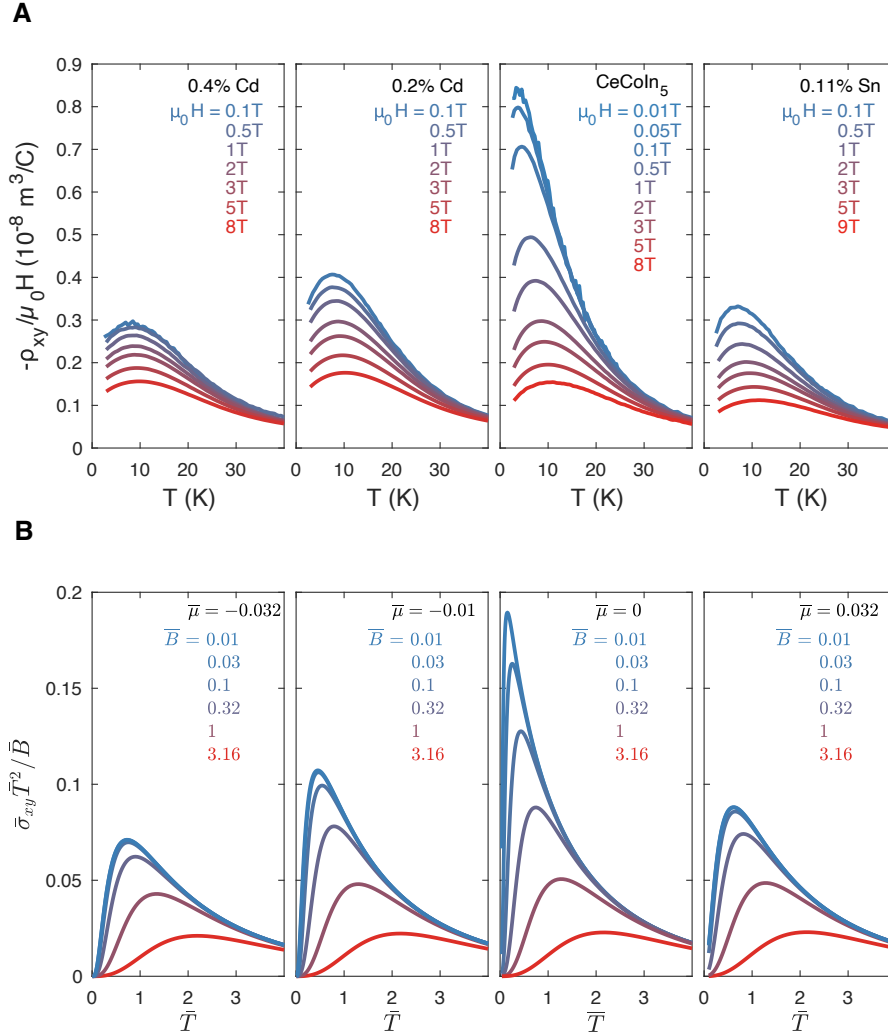 A
0.4% Cd
μ₀H = 0.1T
0.5T
1T
2T
3T
5T
8T
0.2% Cd
μ₀H = 0.1T
0.5T
1T
2T
3T
5T
8T
CeCoIn₅
μ₀H = 0.01T
0.05T
0.1T
0.5T
1T
2T
3T
5T
8T
0.11% Sn
μ₀H = 0.1T
0.5T
1T
2T
3T
5T
9T
-ρxy/μ₀H (10⁻⁸ m³/C)
0.9
0.8
0.7
0.6
0.5
0.4
0.3
0.2
0.1
0
0 10 20 30
0 10 20 30
0 10 20 30
0 10 20 30
T (K)
T (K)
T (K)
T (K)
B
μ̅ = −0.032
B̅ = 0.01
0.03
0.1
0.32
1
3.16
μ̅ = −0.01
B̅ = 0.01
0.03
0.1
0.32
1
3.16
μ̅ = 0
B̅ = 0.01
0.03
0.1
0.32
1
3.16
μ̅ = 0.032
B̅ = 0.01
0.03
0.1
0.32
1
3.16
σ̄xyT̄²/B̄
0.2
0.15
0.1
0.05
0
0 1 2 3
0 1 2 3
0 1 2 3
0 1 2 3
T̄
T̄
T̅
T̄